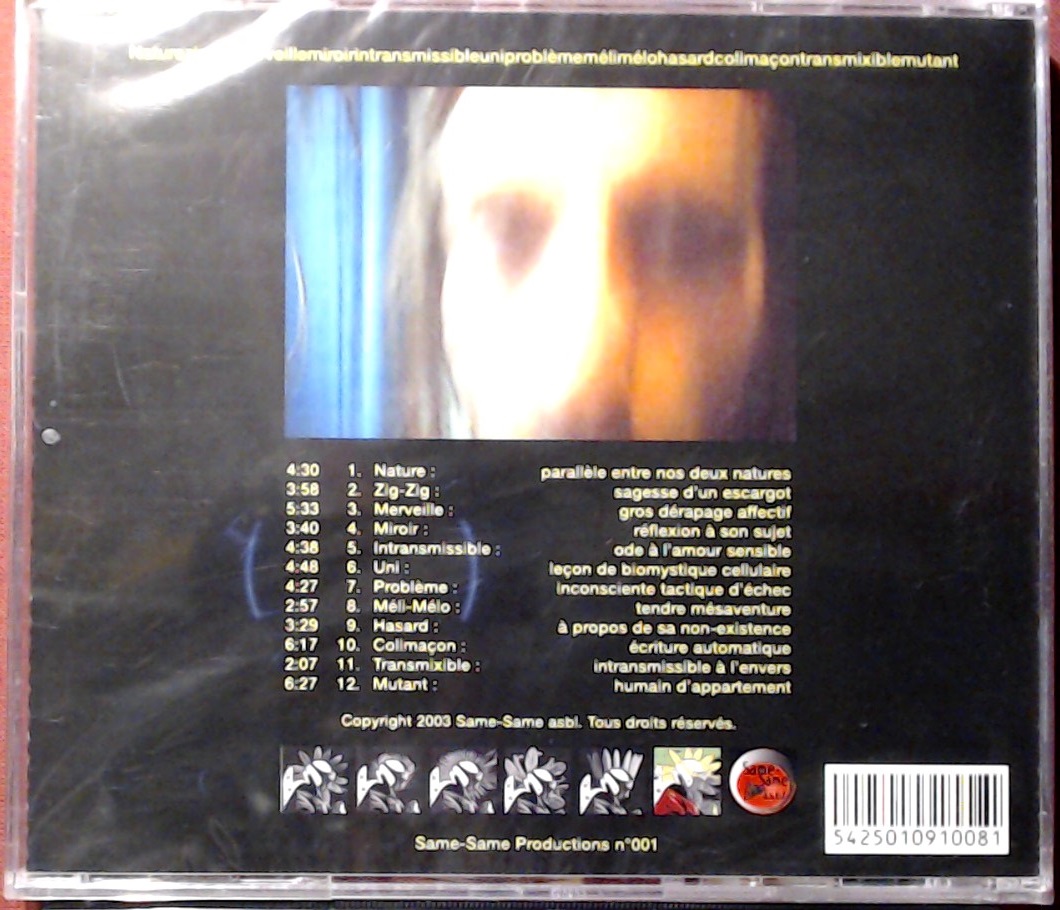 Nature veillemiroirintransmissibleuniproblèmemélimélohasardcolimaçontransmixiblemutant
4:30 1. Nature : parallèle entre nos deux natures
3:58 2. Zig-Zig : sagesse d'un escargot
5:33 3. Merveille : gros dérapage affectif
3:40 4. Miroir : réflexion à son sujet
4:38 5. Intransmissible : ode à l'amour sensible
4:48 6. Uni : leçon de biomystique cellulaire
4:27 7. Problème : inconsciente tactique d'échec
2:57 8. Méli-Mélo : tendre mésaventure
3:29 9. Hasard : à propos de sa non-existence
6:17 10. Colimaçon : écriture automatique
2:07 11. Transmixible : intransmissible à l'envers
6:27 12. Mutant : humain d'appartement
Copyright 2003 Same-Same asbl. Tous droits réservés.
Same-
Same
asbl
Same-Same Productions n°001
5425010910081